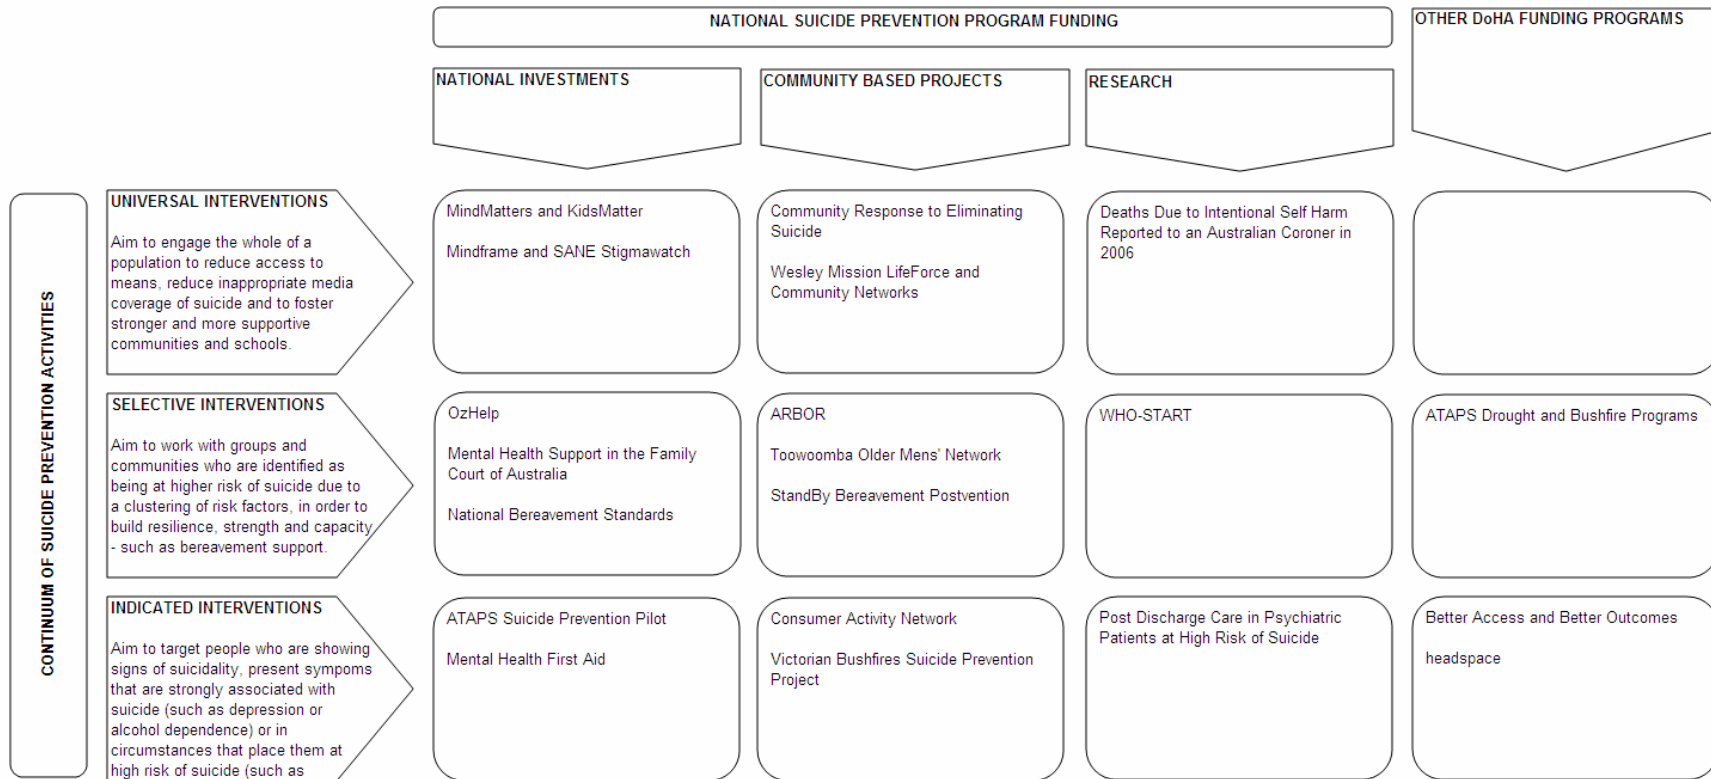 NATIONAL SUICIDE PREVENTION PROGRAM FUNDING
OTHER DoHA FUNDING PROGRAMS
NATIONAL INVESTMENTS
COMMUNITY BASED PROJECTS
RESEARCH
CONTINUUM OF SUICIDE PREVENTION ACTIVITIES
UNIVERSAL INTERVENTIONS
Aim to engage the whole of a
population to reduce access to
means, reduce inappropriate media
coverage of suicide and to foster
stronger and more supportive
communities and schools.
MindMatters and KidsMatter
Mindframe and SANE Stigmawatch
Community Response to Eliminating
Suicide
Wesley Mission LifeForce and
Community Networks
Deaths Due to Intentional Self Harm
Reported to an Australian Coroner in
2006
SELECTIVE INTERVENTIONS
Aim to work with groups and
communities who are identified as
being at higher risk of suicide due to
a clustering of risk factors, in order to
build resilience, strength and capacity
- such as bereavement support.
OzHelp
Mental Health Support in the Family
Court of Australia
National Bereavement Standards
ARBOR
Toowoomba Older Mens' Network
StandBy Bereavement Postvention
WHO-START
ATAPS Drought and Bushfire Programs
INDICATED INTERVENTIONS
Aim to target people who are showing
signs of suicidality, present sympoms
that are strongly associated with
suicide (such as depression or
alcohol dependence) or in
circumstances that place them at
high risk of suicide (such as
ATAPS Suicide Prevention Pilot
Mental Health First Aid
Consumer Activity Network
Victorian Bushfires Suicide Prevention
Project
Post Discharge Care in Psychiatric
Patients at High Risk of Suicide
Better Access and Better Outcomes
headspace